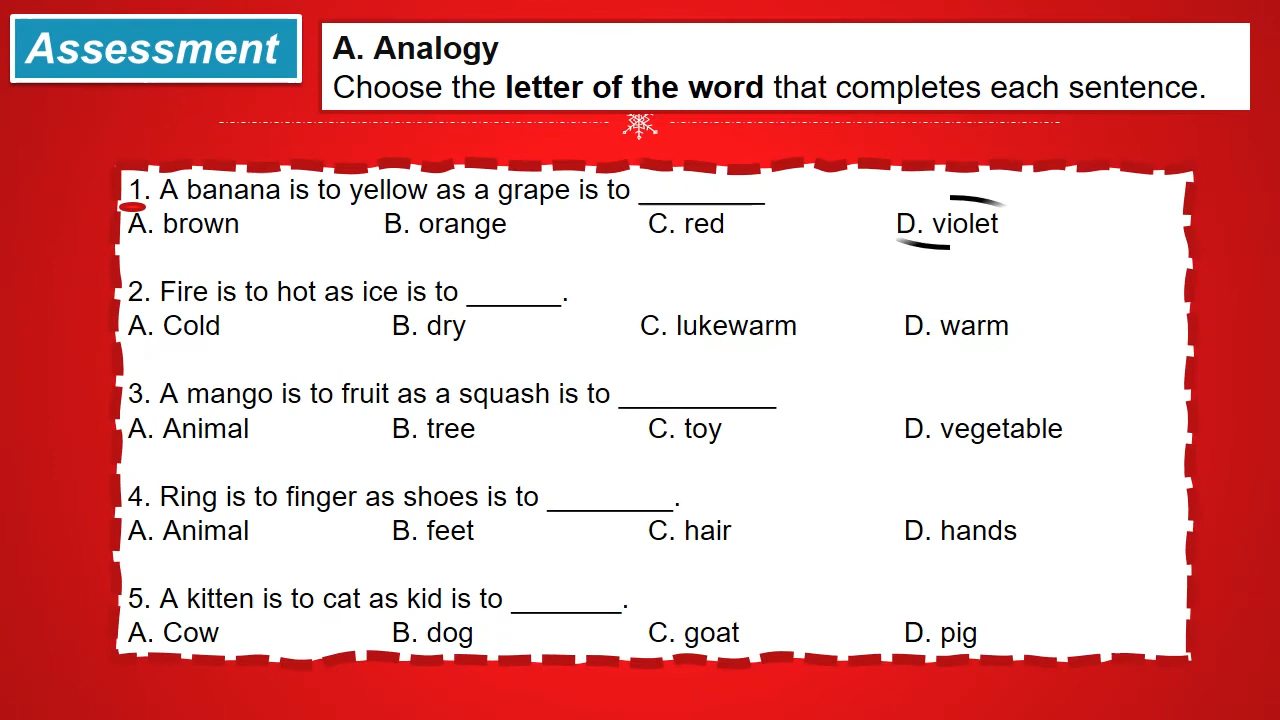 Assessment
A. Analogy
Choose the letter of the word that completes each sentence.
1. A banana is to yellow as a grape is to ________
A. brown B. orange C. red D. violet
2. Fire is to hot as ice is to ______.
A. Cold B. dry C. lukewarm D. warm
3. A mango is to fruit as a squash is to __________
A. Animal B. tree C. toy D. vegetable
4. Ring is to finger as shoes is to ________.
A. Animal B. feet C. hair D. hands
5. A kitten is to cat as kid is to _______.
A. Cow B. dog C. goat D. pig